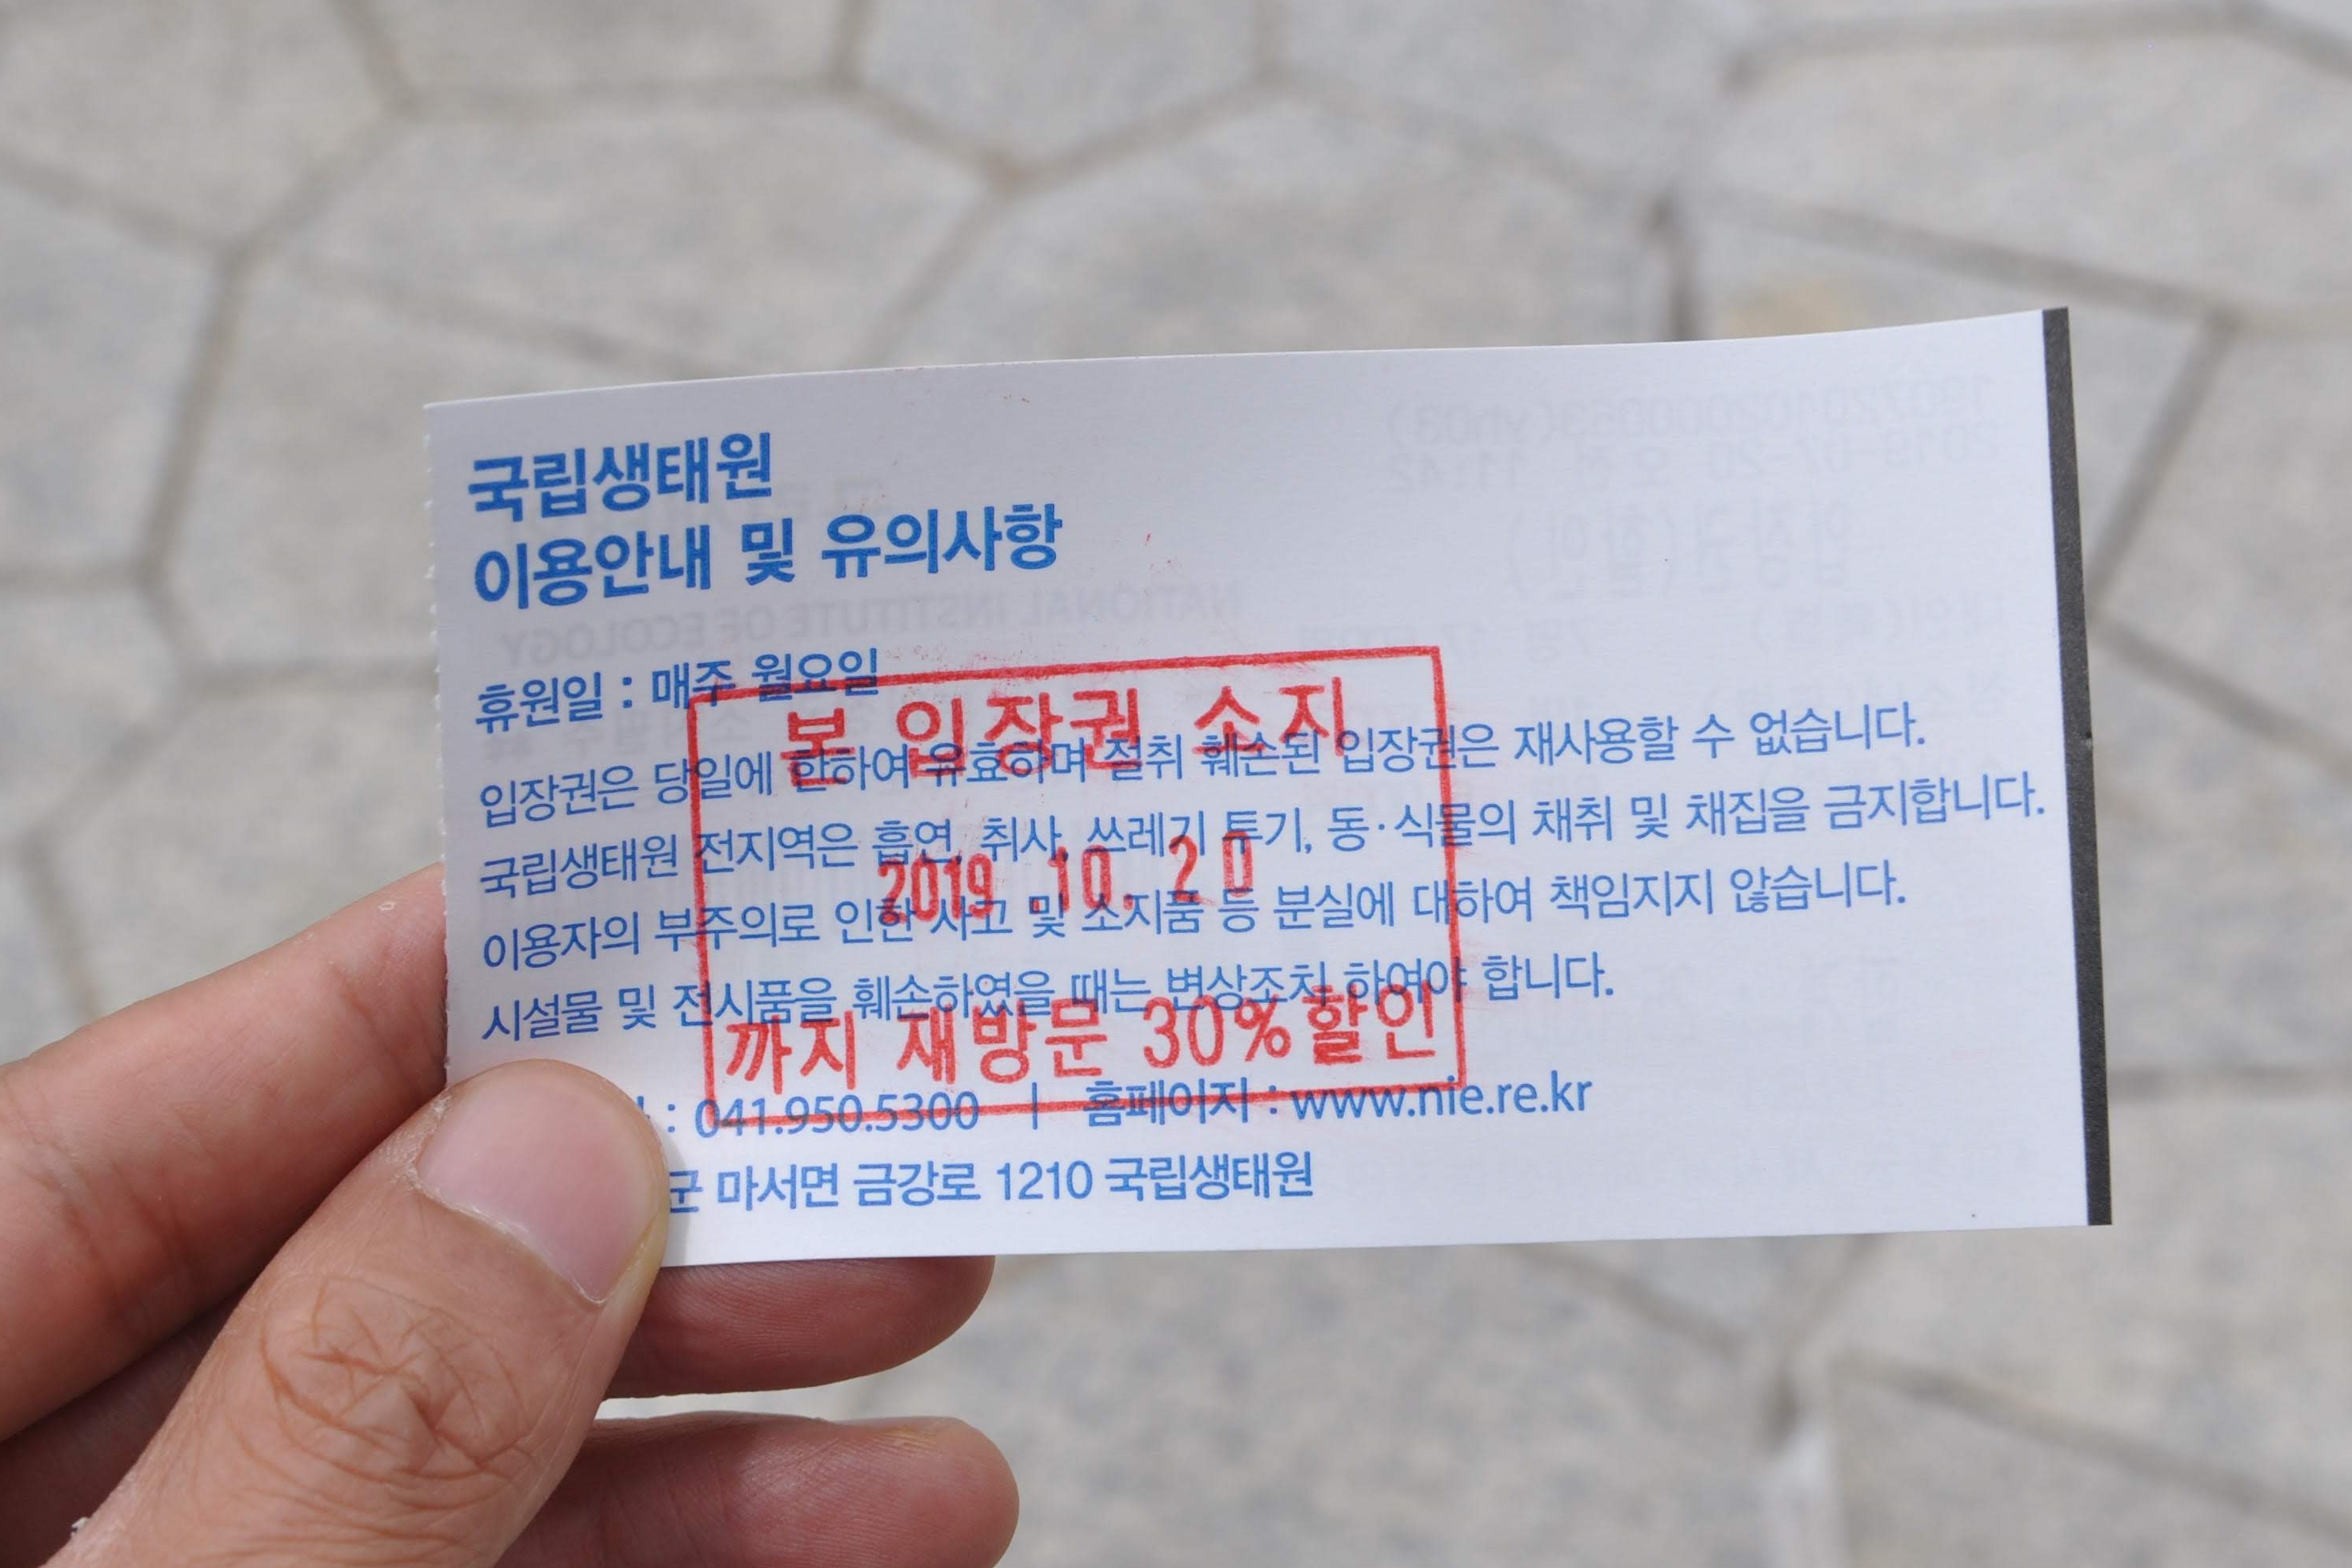 국립생태원
이용안내 및 유의사항
휴원일 : 매주 월요일
입장권은 당일에 한하여 유효하며 절취 훼손된 입장권은 재사용할 수 없습니다.
국립생태원 전지역은 흡연, 취사, 쓰레기 투기, 동·식물의 채취 및 채집을 금지합니다.
이용자의 부주의로 인한 사고 및 소지품 등 분실에 대하여 책임지지 않습니다.
시설물 및 전시품을 훼손하였을 때는 변상조치 하여야 합니다.
: 041.950.5300 | 홈페이지 : www.nie.re.kr
군 마서면 금강로 1210 국립생태원
본 입장권 소지
2019 .10. 20
까지 재방문 30% 할인